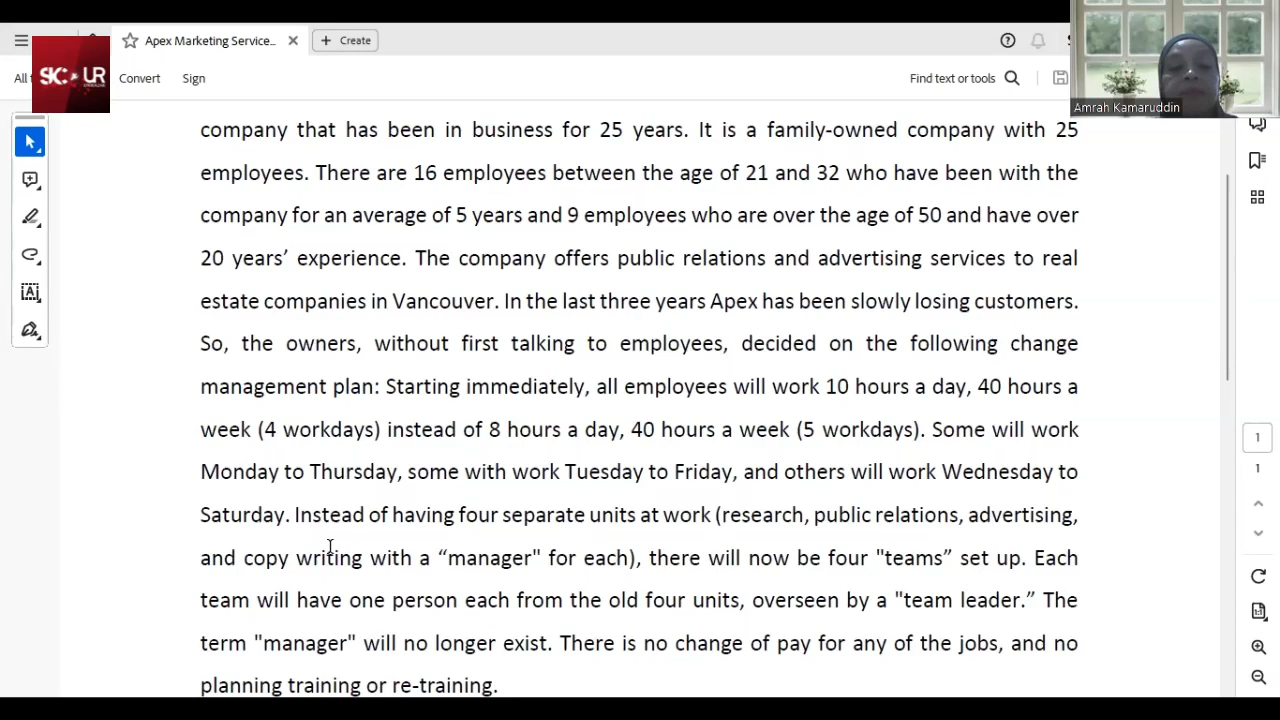 Apex Marketing Service...
Create
All
Convert
Sign
Find text or tools
Amrah Kamaruddin
company that has been in business for 25 years. It is a family-owned company with 25
employees. There are 16 employees between the age of 21 and 32 who have been with the
company for an average of 5 years and 9 employees who are over the age of 50 and have over
20 years’ experience. The company offers public relations and advertising services to real
estate companies in Vancouver. In the last three years Apex has been slowly losing customers.
So, the owners, without first talking to employees, decided on the following change
management plan: Starting immediately, all employees will work 10 hours a day, 40 hours a
week (4 workdays) instead of 8 hours a day, 40 hours a week (5 workdays). Some will work
Monday to Thursday, some with work Tuesday to Friday, and others will work Wednesday to
Saturday. Instead of having four separate units at work (research, public relations, advertising,
and copy writing with a “manager" for each), there will now be four "teams” set up. Each
team will have one person each from the old four units, overseen by a "team leader.” The
term "manager" will no longer exist. There is no change of pay for any of the jobs, and no
planning training or re-training.
1
1